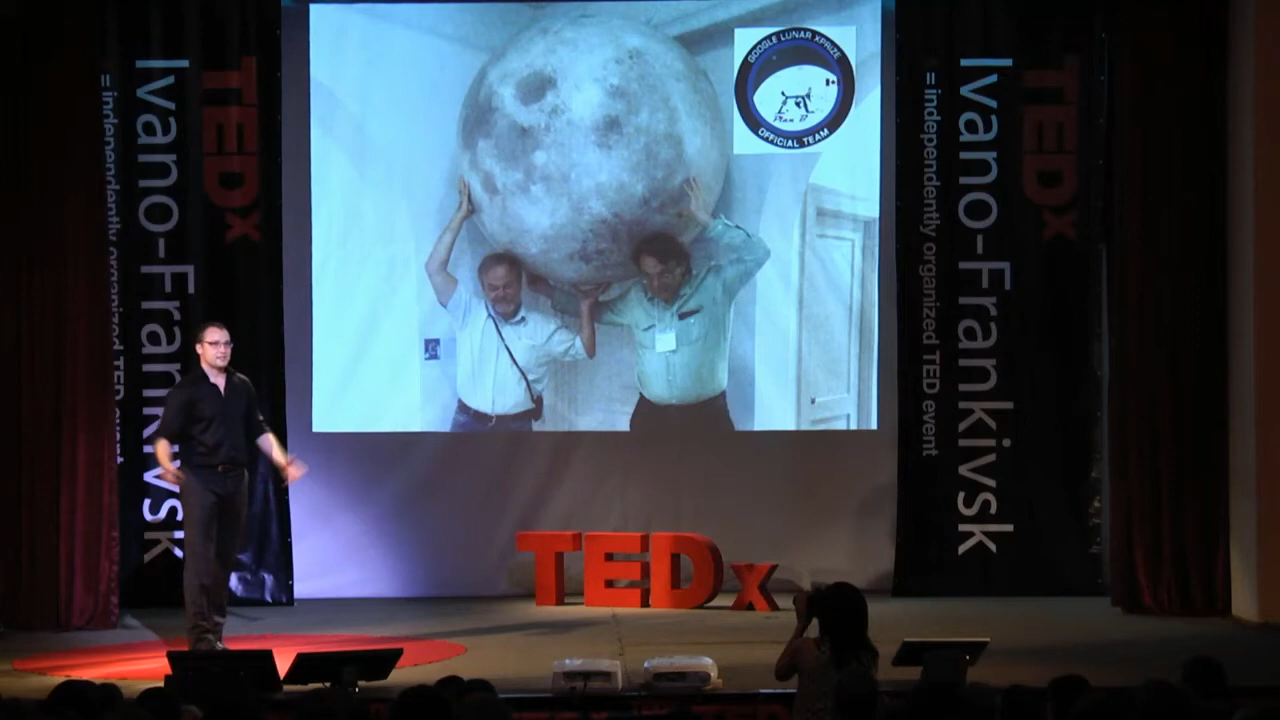 TEDx
Ivano-Frankivsk
= independently organized TED event
GOOGLE LUNAR XPRIZE
Plan B
OFFICIAL TEAM
TEDx
Ivano-Frankivsk
= independently organized TED event
TEDx